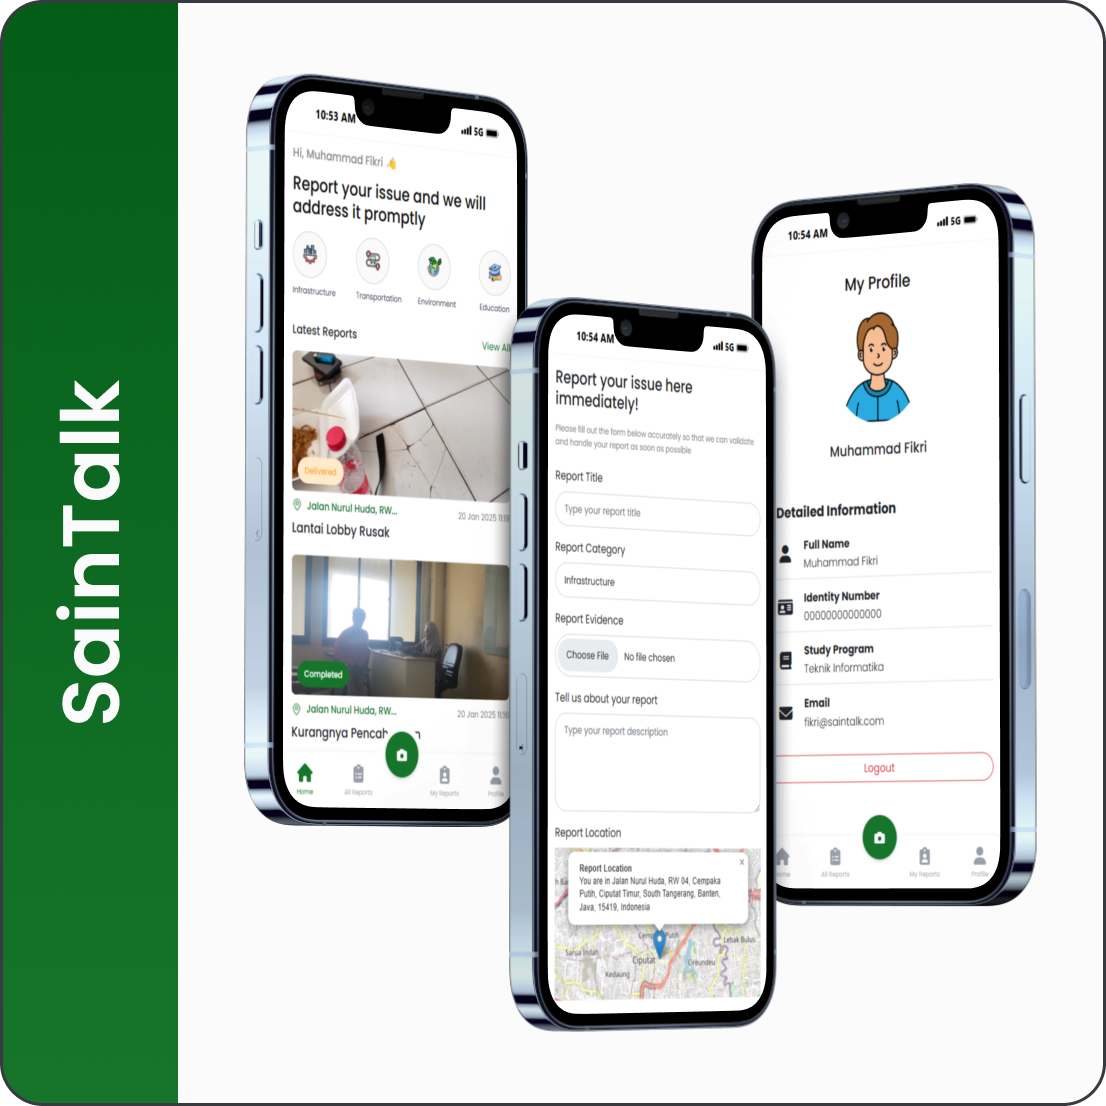 SainTalk
10:53 AM
5G
Hi, Muhammad Fikri
Report your issue and we will
address it promptly
Infrastructure
Transportation
Environment
Education
Latest Reports
View All
Delivered
Jalan Nurul Huda, RW...
20 Jan 2025 11:19
Lantai Lobby Rusak
Completed
Jalan Nurul Huda, RW...
20 Jan 2025 11:16
Kurangnya
Home
All Reports
My Reports
Profile
10:54 AM
5G
Report your issue here
immediately!
Please fill out the form below accurately so that we can validate
and handle your report as soon as possible
Report Title
Type your report title
Report Category
Infrastructure
Report Evidence
Choose File
No file chosen
Tell us about your report
Type your report description
Report Location
Report Location
x
You are in Jalan Nurul Huda, RW 04, Cempaka
Putih, Ciputat Timur, South Tangerang, Banten,
Java, 15419, Indonesia
Putih
Lebak Bulus
Sarua Indah
Ciputat
Cireundeu
Kedaung
10:54 AM
5G
My Profile
Muhammad Fikri
Detailed Information
Full Name
Muhammad Fikri
Identity Number
00000000000000
Study Program
Teknik Informatika
Email
fikri@saintalk.com
Logout
All Reports
My Reports
Profile